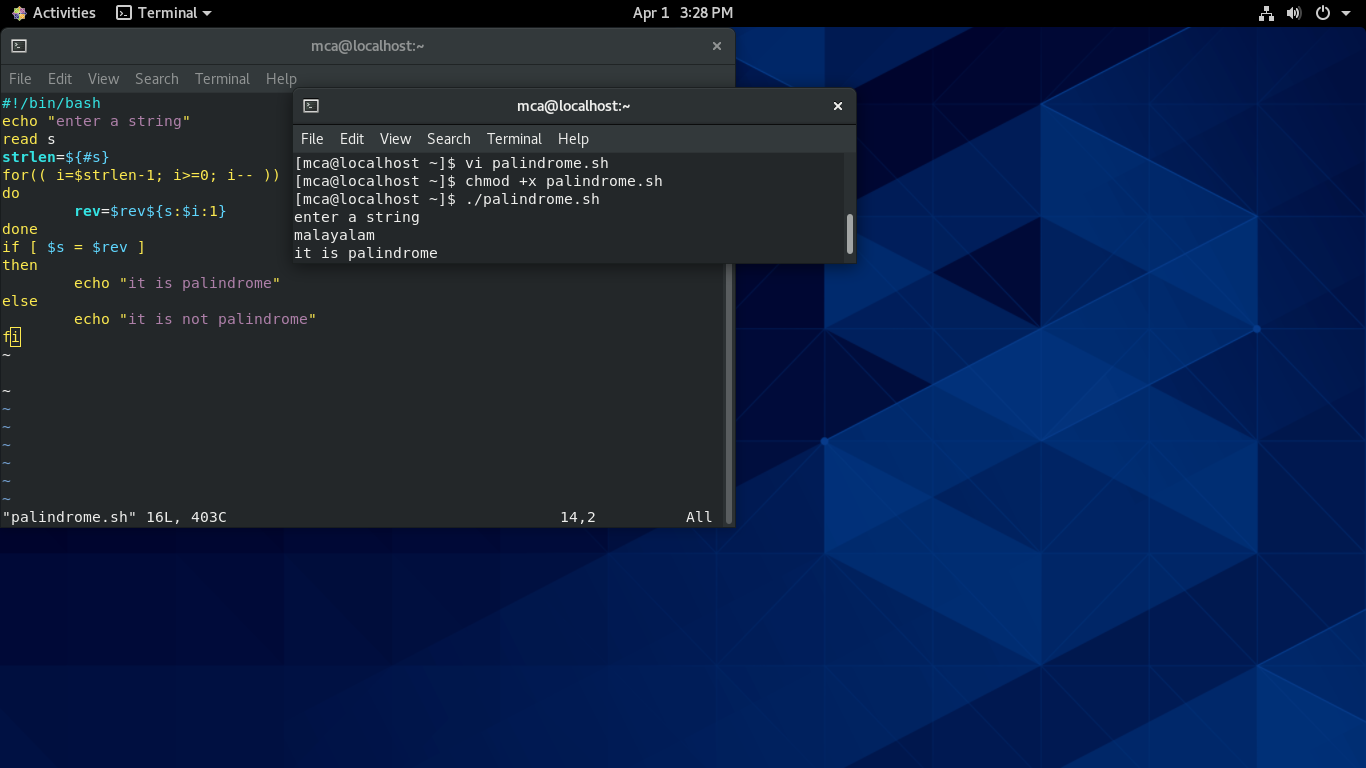 Activities Terminal Apr 1 3:28 PM
mca@localhost:~
File Edit View Search Terminal Help
#!/bin/bash
echo "enter a string"
read s
strlen=${#s}
for(( i=$strlen-1; i>=0; i-- ))
do
rev=$rev${s:$i:1}
done
if [ $s = $rev ]
then
echo "it is palindrome"
else
echo "it is not palindrome"
fi
~
~
~
~
~
~
~
~
"palindrome.sh" 16L, 403C 14,2 All
mca@localhost:~
File Edit View Search Terminal Help
[mca@localhost ~]$ vi palindrome.sh
[mca@localhost ~]$ chmod +x palindrome.sh
[mca@localhost ~]$ ./palindrome.sh
enter a string
malayalam
it is palindrome